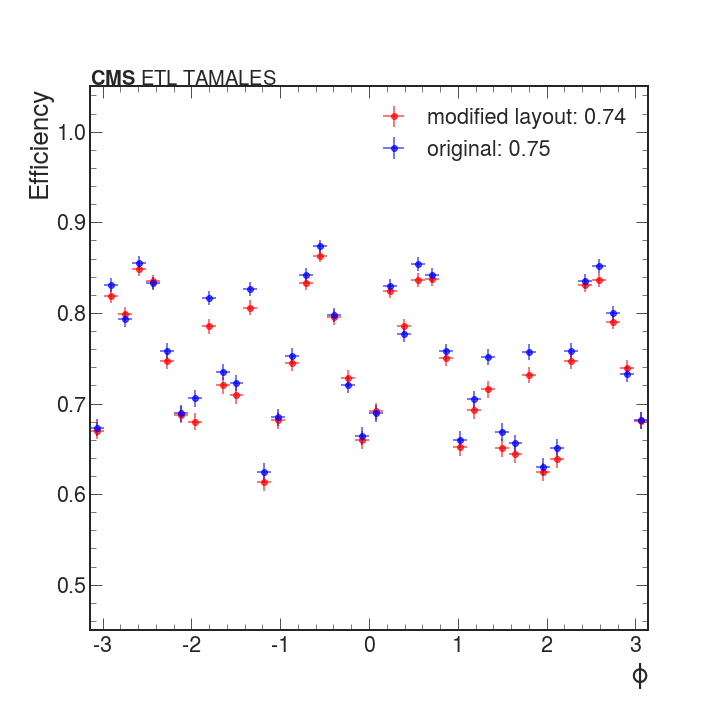 CMS ETL TAMALES
Efficiency
modified layout: 0.74
original: 0.75
1.0
0.9
0.8
0.7
0.6
0.5
-3 -2 -1 0 1 2 3
ϕ